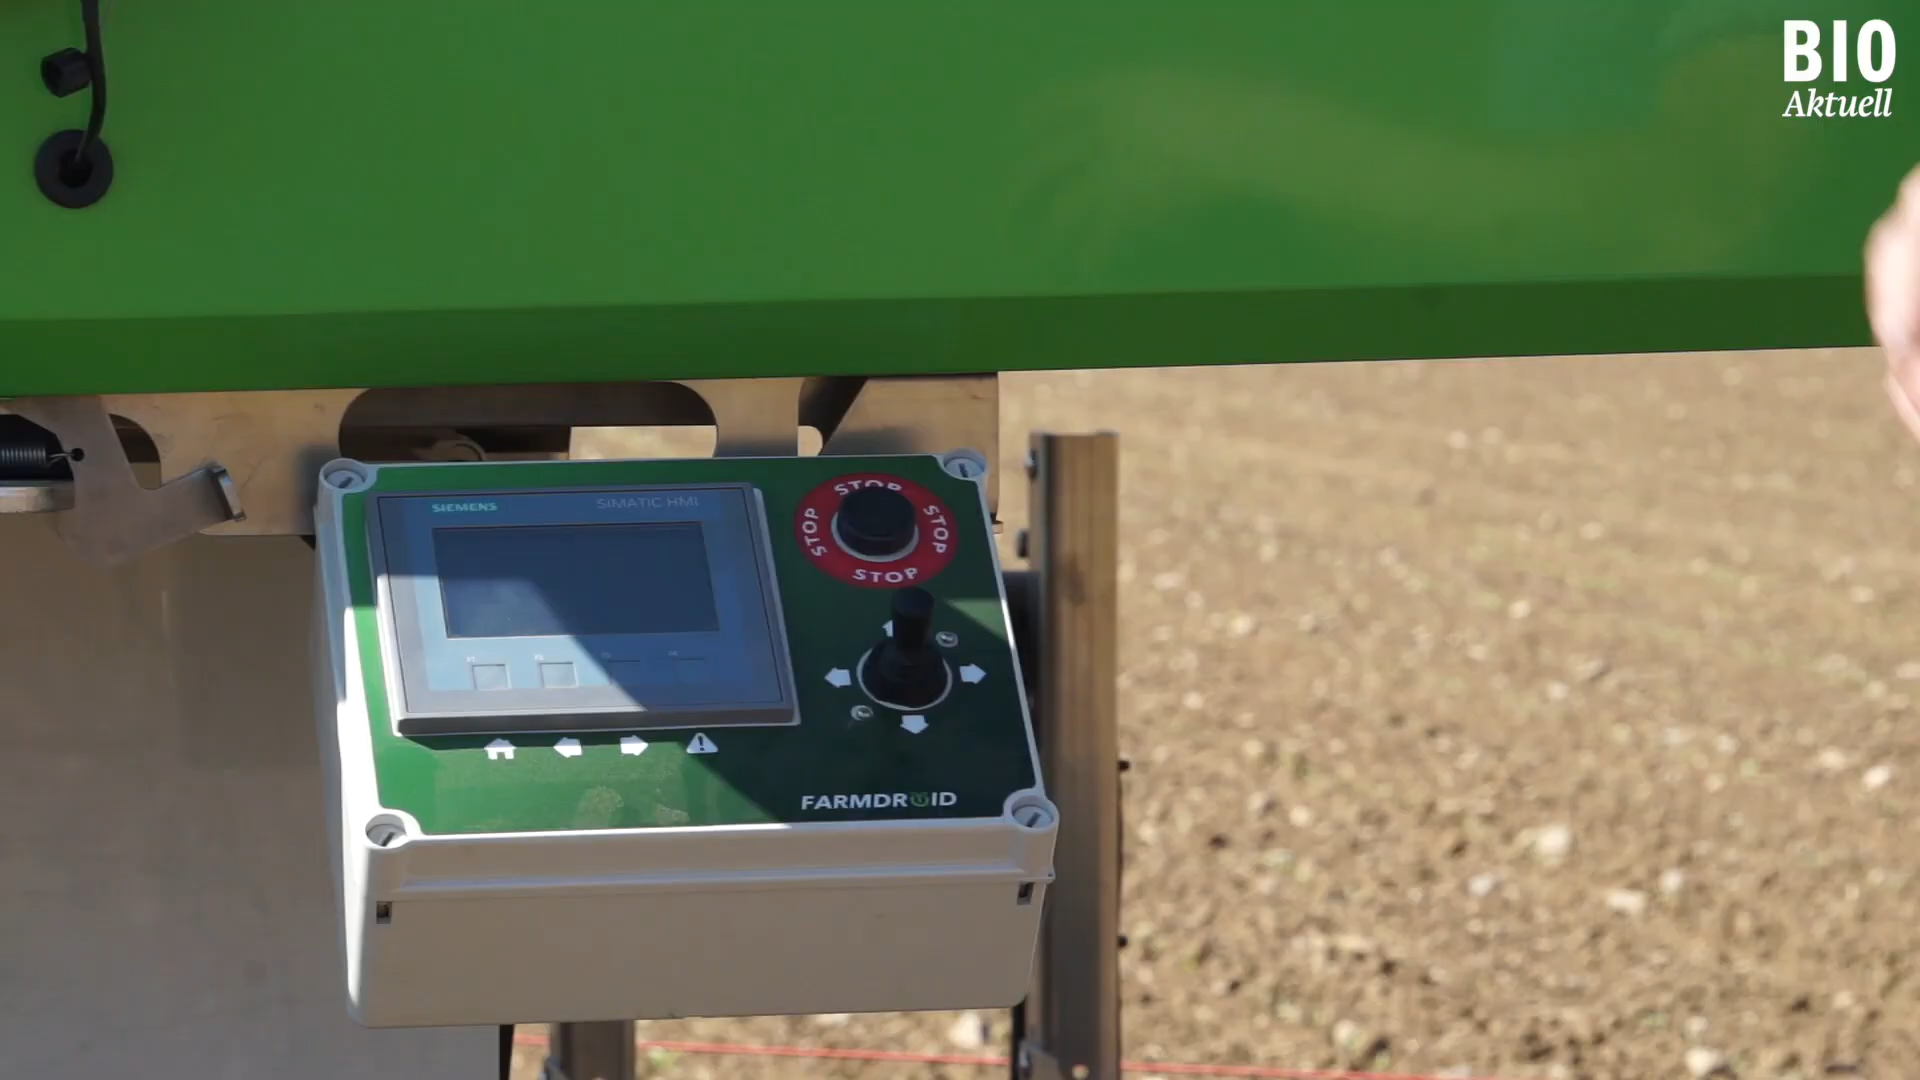 BIO
Aktuell
SIEMENS
SIMATIC HMI
STOP
STOP
STOP
STOP
FARMDROID